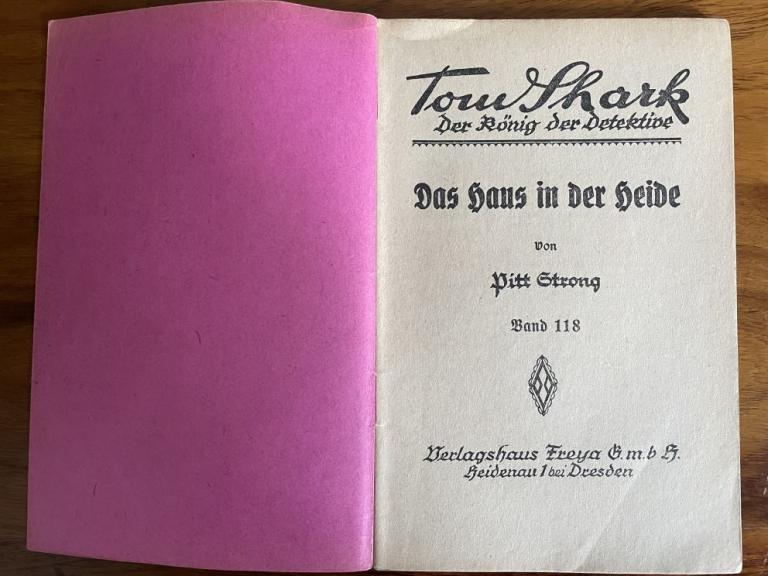 Tom Shark
Der König der Detektive
Das Haus in der Heide
von
Pitt Strong
Band 118
Verlagshaus Freya G. m. b H.
Heidenau 1 bei Dresden